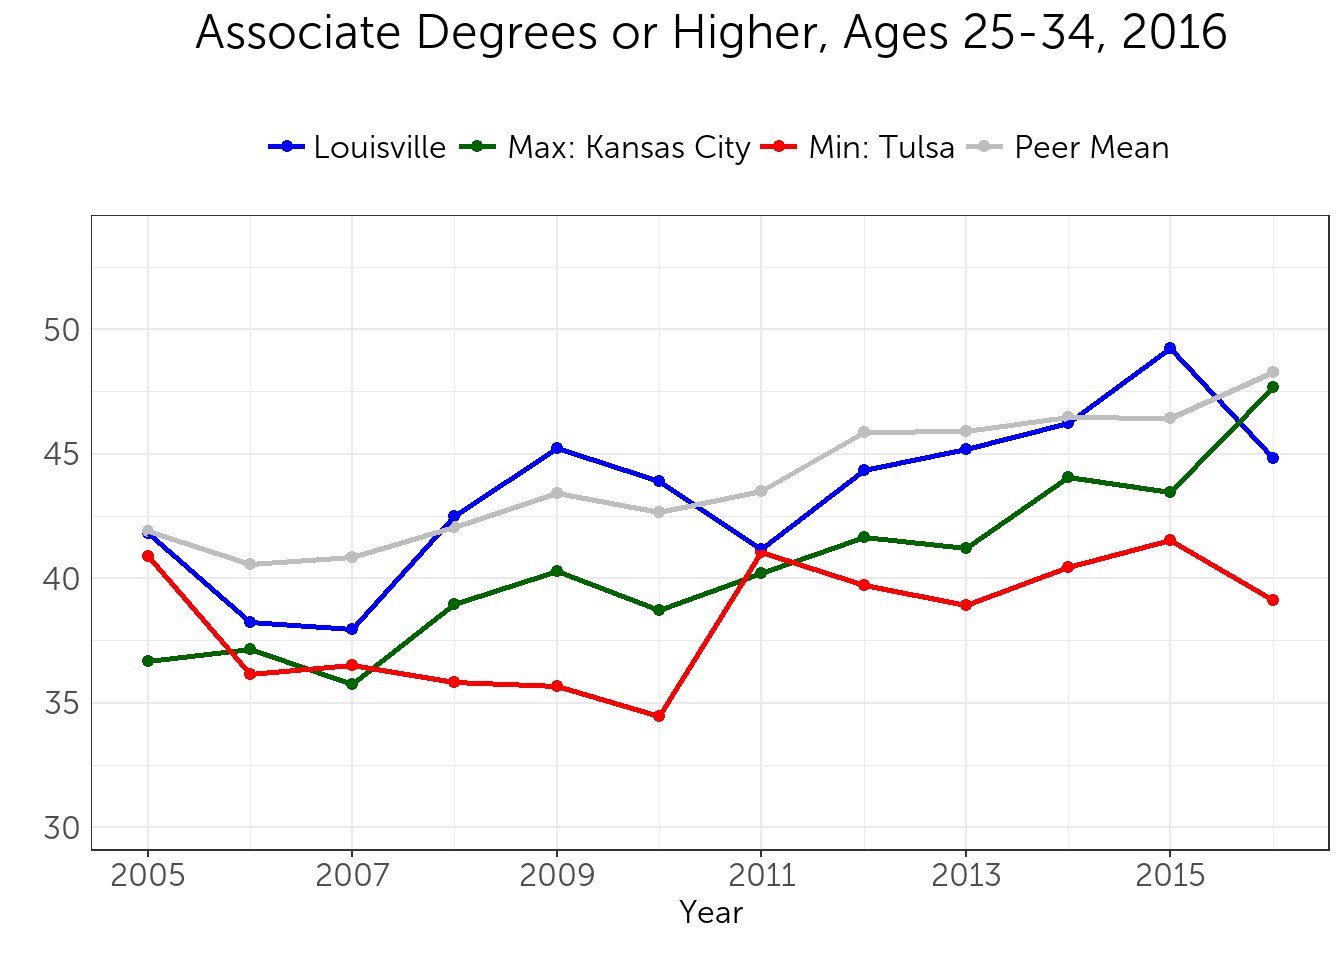 Associate Degrees or Higher, Ages 25-34, 2016
Louisville Max: Kansas City Min: Tulsa Peer Mean
50
45
40
35
30
2005 2007 2009 2011 2013 2015
Year